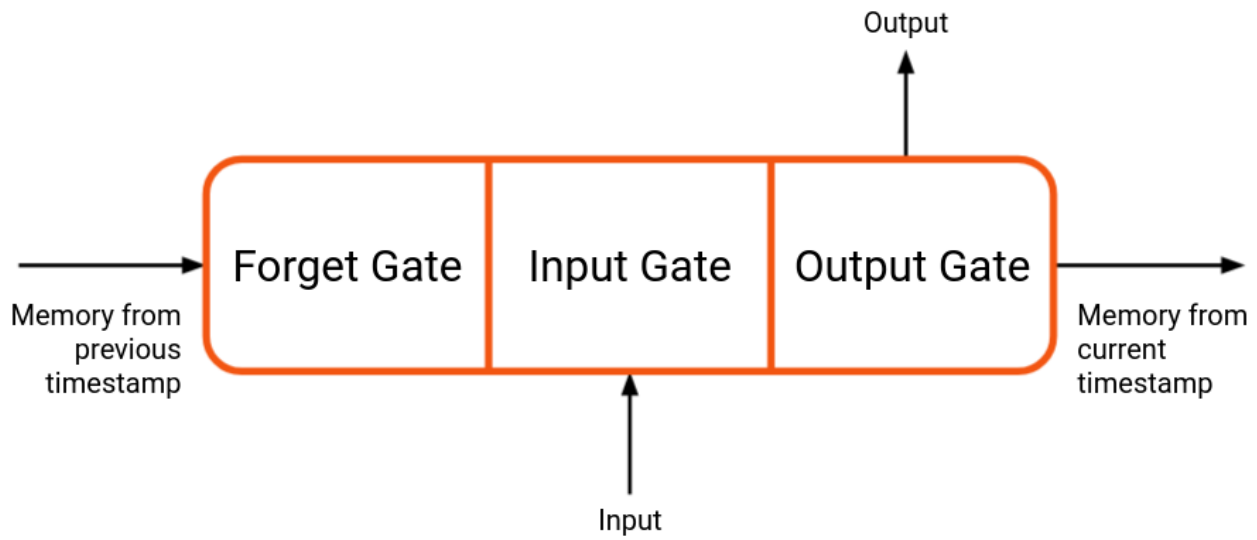 Output
Forget Gate
Input Gate
Output Gate
Memory from
previous
timestamp
Memory from
current
timestamp
Input